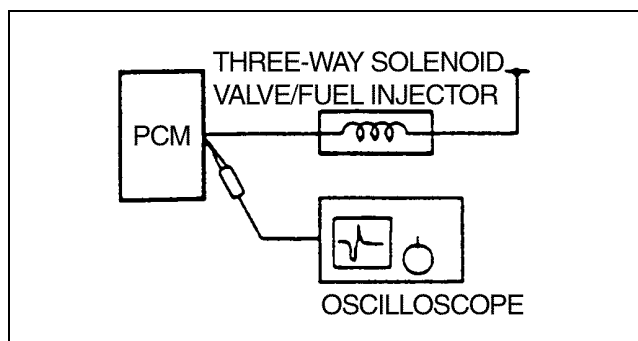 THREE-WAY SOLENOID
VALVE/FUEL INJECTOR
PCM
OSCILLOSCOPE